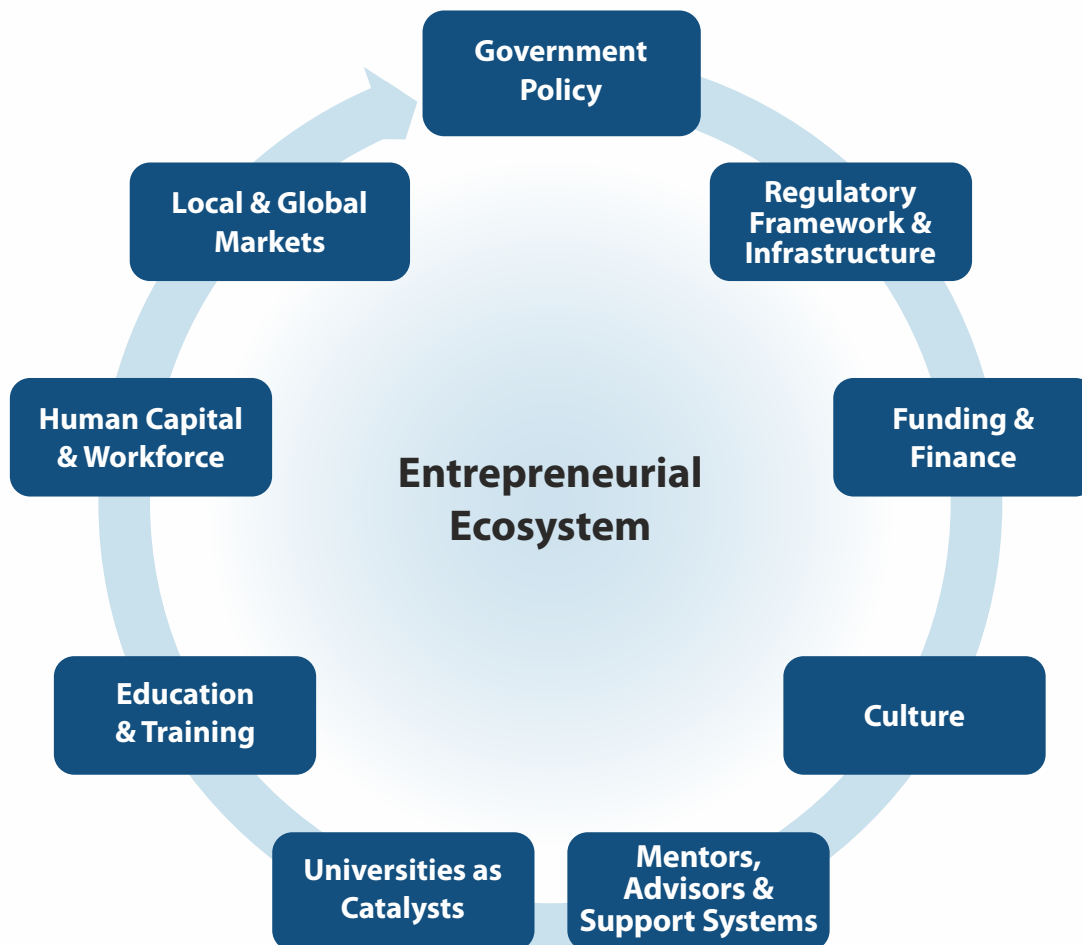 Government
Policy
Regulatory
Framework &
Infrastructure
Funding &
Finance
Culture
Mentors,
Advisors &
Support Systems
Universities as
Catalysts
Education
& Training
Human Capital
& Workforce
Local & Global
Markets
Entrepreneurial
Ecosystem